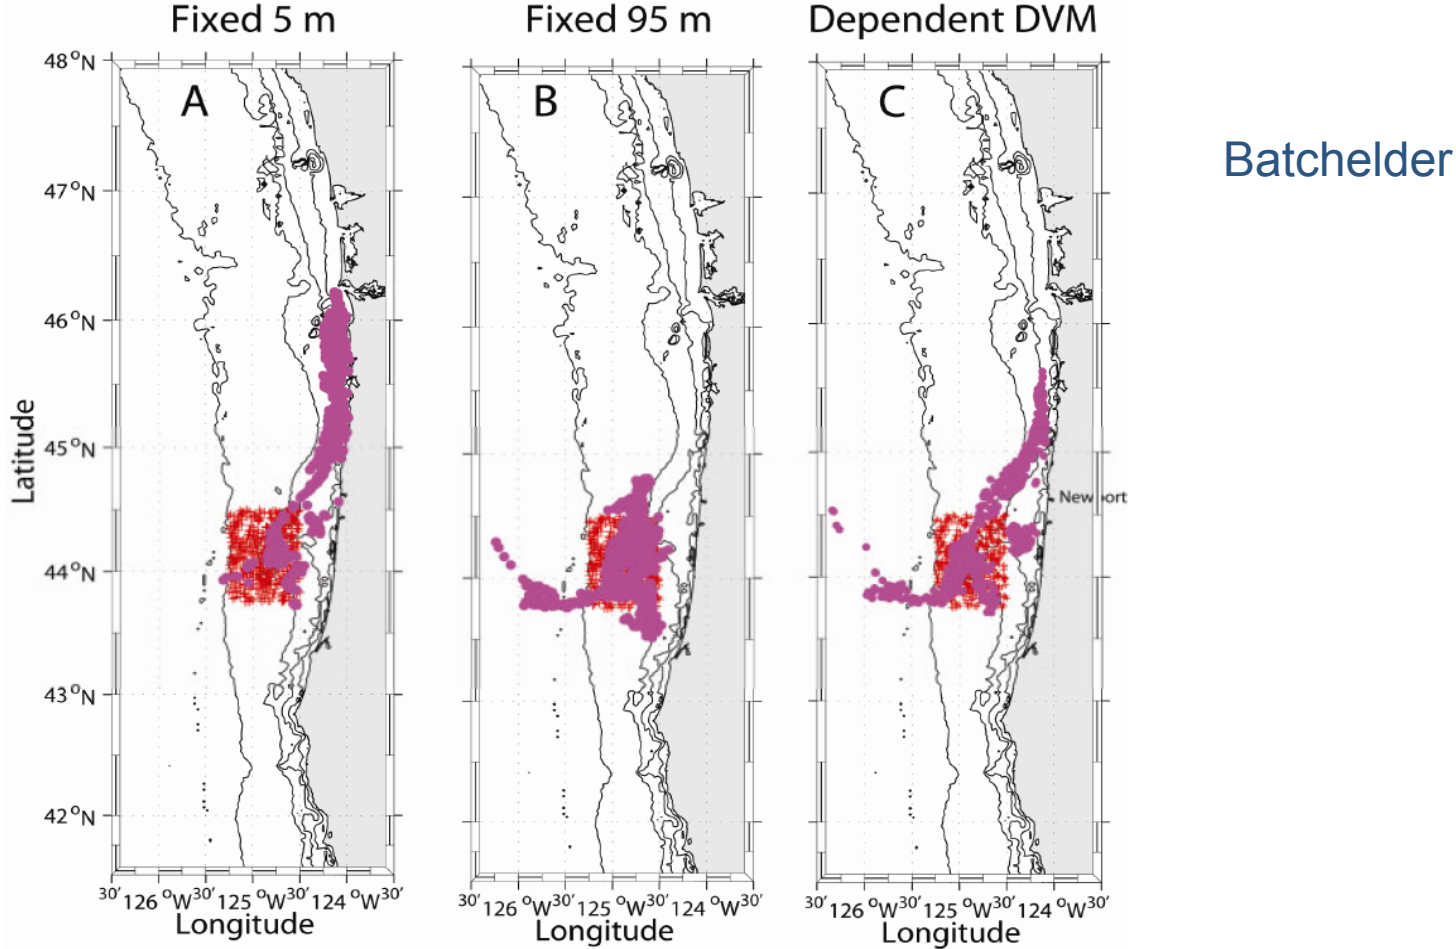 Fixed 5 m
Fixed 95 m
Dependent DVM
A
B
C
Batchelder
48°N
47°N
46°N
45°N
44°N
43°N
42°N
Latitude
Newport
30' 126°W 30' 125°W 30' 124°W 30'
30' 126°W 30' 125°W 30' 124°W 30'
30' 126°W 30' 125°W 30' 124°W 30'
Longitude
Longitude
Longitude